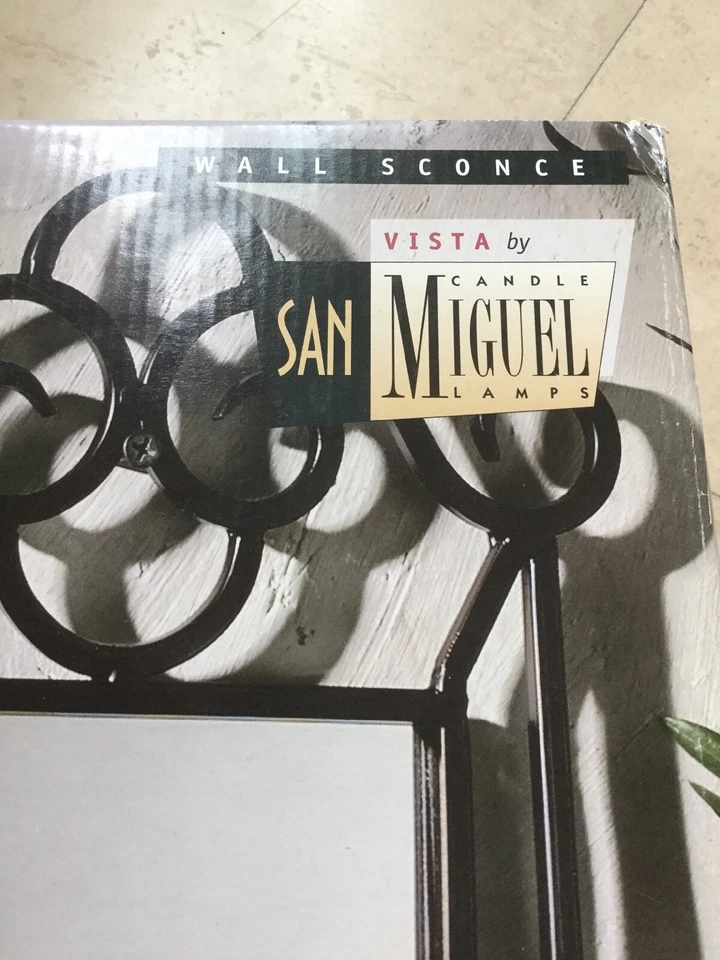 WALL SCONCE
VISTA by
CANDLE
SAN MIGUEL
LAMPS